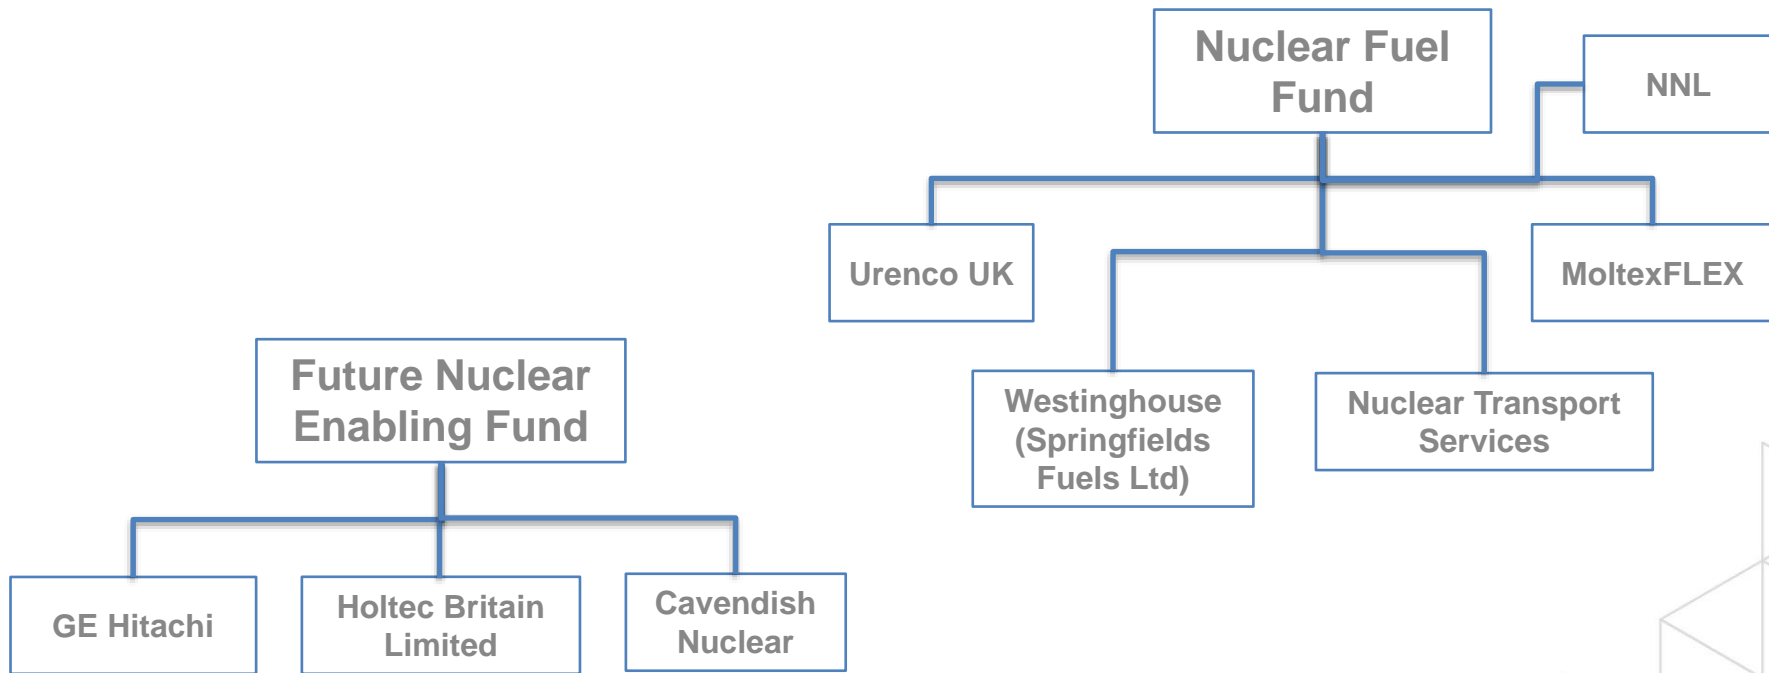 Nuclear Fuel
Fund
NNL
Urenco UK
MoltexFLEX
Westinghouse
(Springfields
Fuels Ltd)
Nuclear Transport
Services
Future Nuclear
Enabling Fund
GE Hitachi
Holtec Britain
Limited
Cavendish
Nuclear